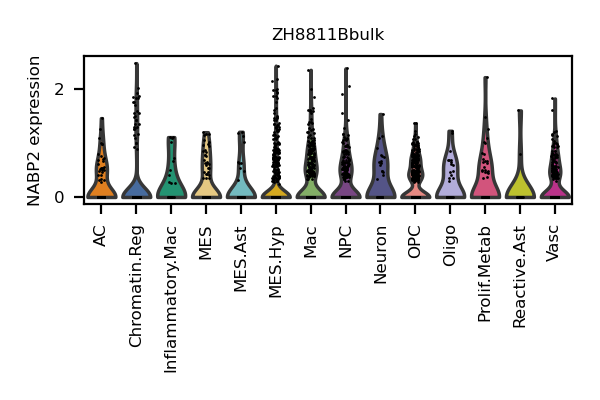 ZH8811Bbulk
NABP2 expression
2
0
AC
Chromatin.Reg
Inflammatory.Mac
MES
MES.Ast
MES.Hyp
Mac
NPC
Neuron
OPC
Oligo
Prolif.Metab
Reactive.Ast
Vasc